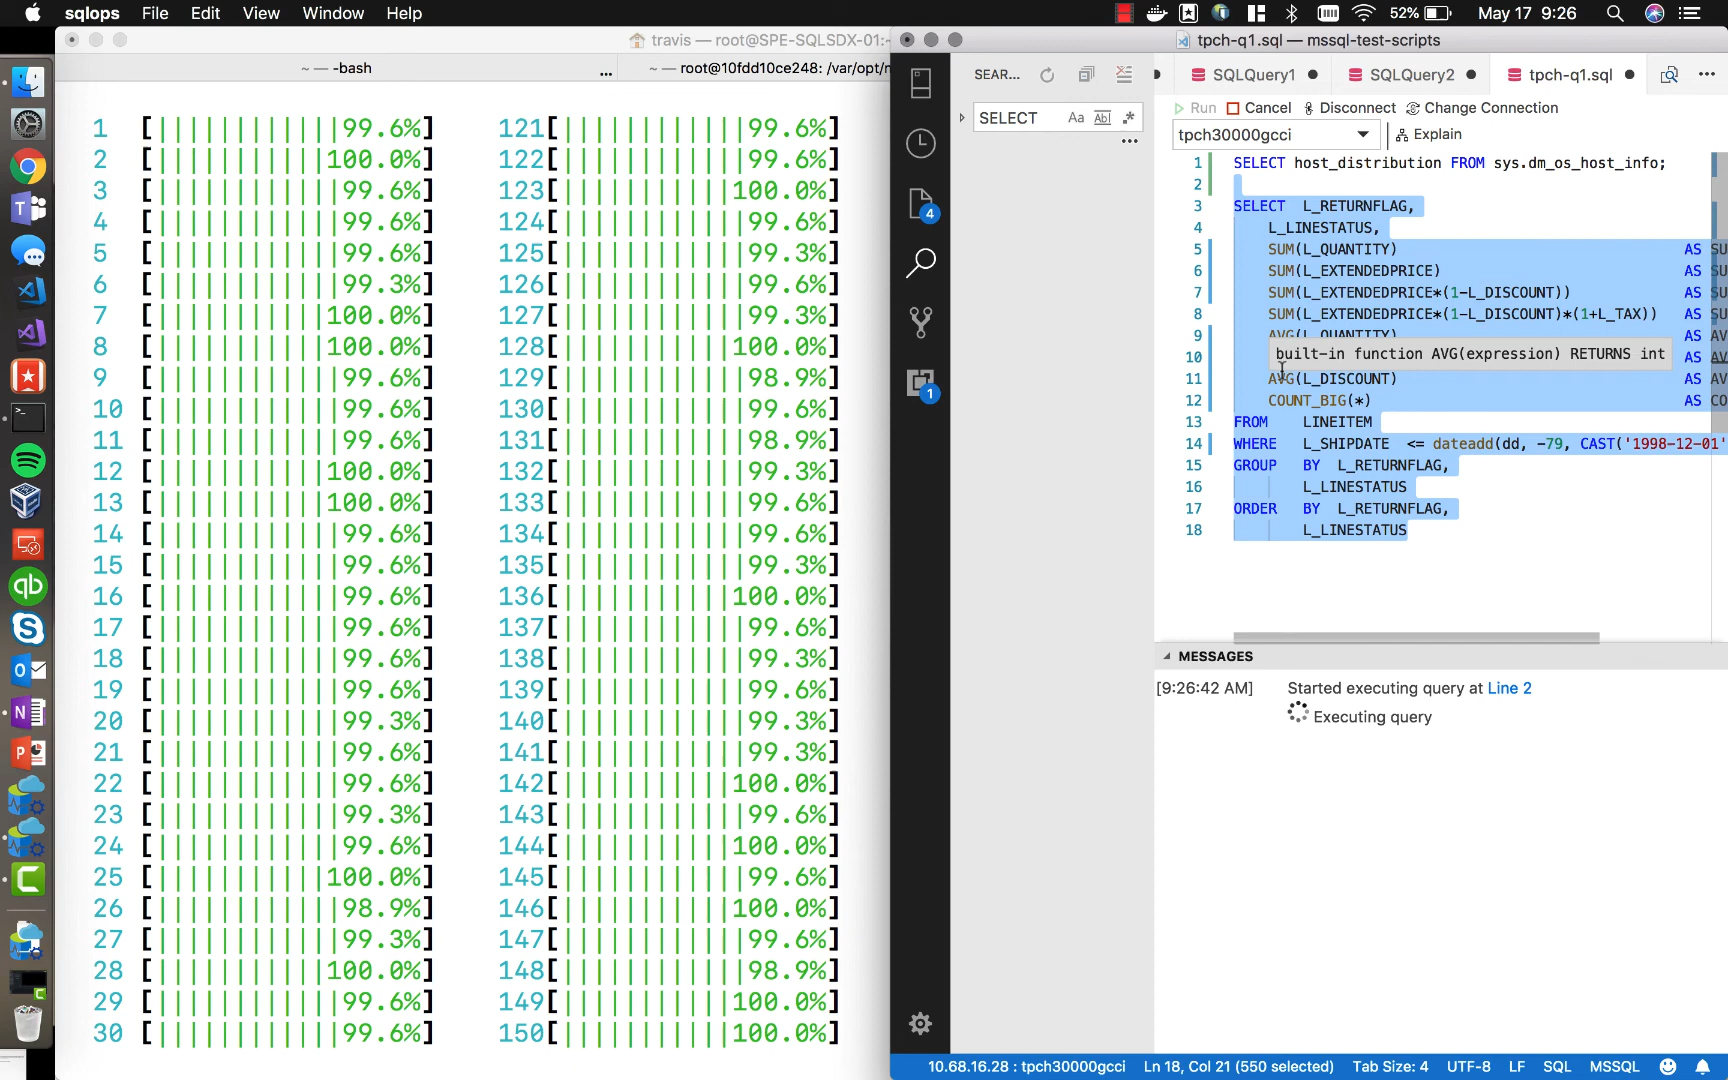 sqlops File Edit View Window Help 52% May 17 9:26
travis — root@SPE-SQLSDX-01:~
~ — -bash ... ~ — root@10fdd10ce248: /var/opt/m
tpch-q1.sql — mssql-test-scripts
SEAR... SQLQuery1 SQLQuery2 tpch-q1.sql ...
Run Cancel Disconnect Change Connection
SELECT Aa Abl .*
tpch30000gcci Explain
...
4
1
1 [99.6%] 121[99.6%]
2 [100.0%] 122[99.6%]
3 [99.6%] 123[100.0%]
4 [99.6%] 124[99.6%]
5 [99.6%] 125[99.3%]
6 [99.3%] 126[99.6%]
7 [100.0%] 127[99.3%]
8 [100.0%] 128[100.0%]
9 [99.6%] 129[98.9%]
10 [99.6%] 130[99.6%]
11 [99.6%] 131[98.9%]
12 [100.0%] 132[99.3%]
13 [100.0%] 133[99.6%]
14 [99.6%] 134[99.6%]
15 [99.6%] 135[99.3%]
16 [99.6%] 136[100.0%]
17 [99.6%] 137[99.6%]
18 [99.6%] 138[99.3%]
19 [99.6%] 139[99.6%]
20 [99.3%] 140[99.3%]
21 [99.6%] 141[99.3%]
22 [99.6%] 142[100.0%]
23 [99.3%] 143[99.6%]
24 [99.6%] 144[100.0%]
25 [100.0%] 145[99.6%]
26 [98.9%] 146[100.0%]
27 [99.3%] 147[99.6%]
28 [100.0%] 148[98.9%]
29 [99.6%] 149[100.0%]
30 [99.6%] 150[100.0%]
1 SELECT host_distribution FROM sys.dm_os_host_info;
2
3 SELECT L_RETURNFLAG,
4 L_LINESTATUS,
5 SUM(L_QUANTITY) AS SU
6 SUM(L_EXTENDEDPRICE) AS SU
7 SUM(L_EXTENDEDPRICE*(1-L_DISCOUNT)) AS SU
8 SUM(L_EXTENDEDPRICE*(1-L_DISCOUNT)*(1+L_TAX)) AS SU
9 AVG(L_QUANTITY) AS AV
built-in function AVG(expression) RETURNS int
10 AS AV
11 AVG(L_DISCOUNT) AS AV
12 COUNT_BIG(*) AS CO
13 FROM LINEITEM
14 WHERE L_SHIPDATE <= dateadd(dd, -79, CAST('1998-12-01'
15 GROUP BY L_RETURNFLAG,
16 L_LINESTATUS
17 ORDER BY L_RETURNFLAG,
18 L_LINESTATUS
MESSAGES
[9:26:42 AM] Started executing query at Line 2
Executing query
10.68.16.28 : tpch30000gcci Ln 18, Col 21 (550 selected) Tab Size: 4 UTF-8 LF SQL MSSQL